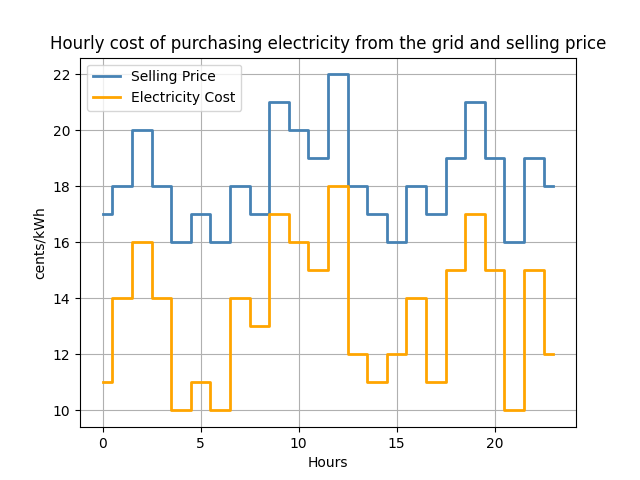 Hourly cost of purchasing electricity from the grid and selling price
Selling Price
Electricity Cost
cents/kWh
22
20
18
16
14
12
10
0 5 10 15 20
Hours